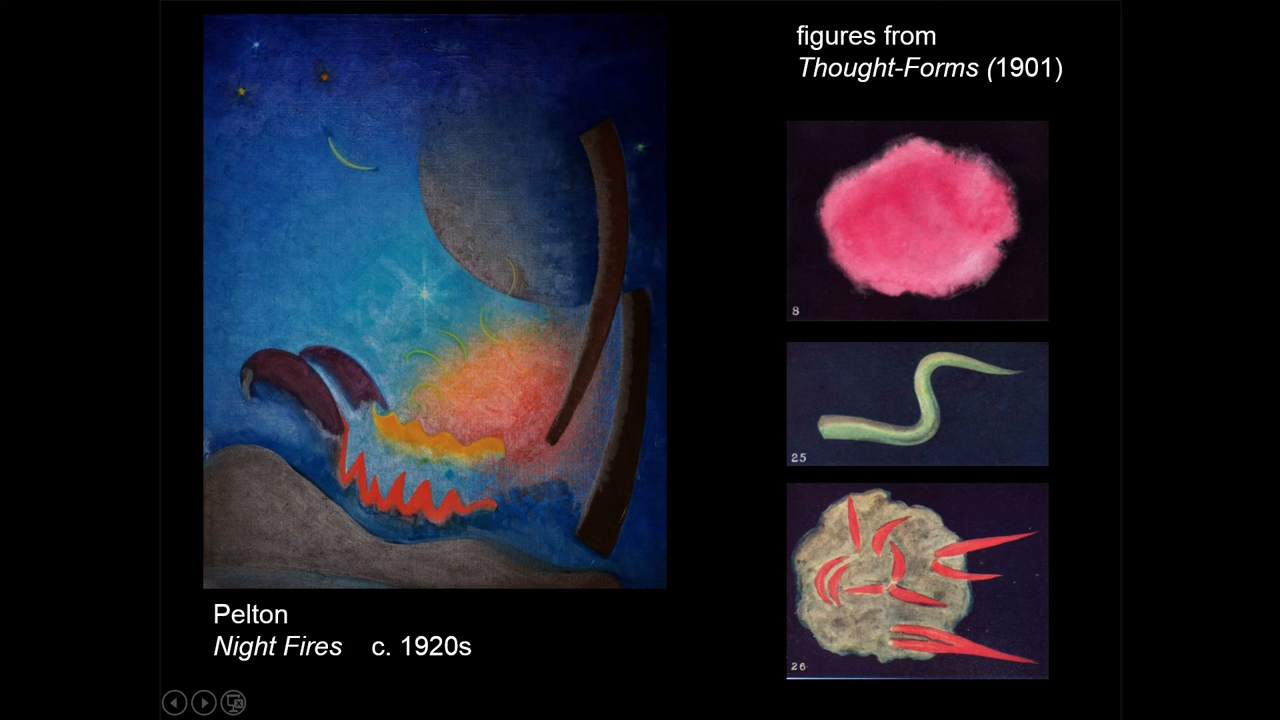 figures from
Thought-Forms (1901)
8
25
26
Pelton
Night Fires c. 1920s